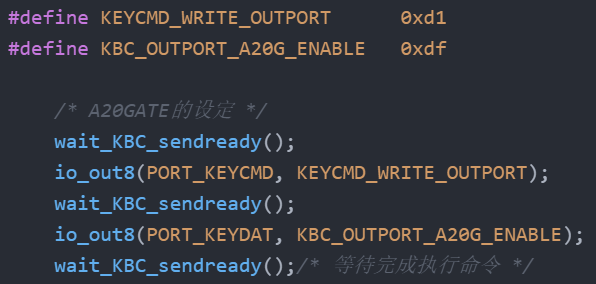 #define KEYCMD_WRITE_OUTPORT      0xd1
#define KBC_OUTPORT_A20G_ENABLE   0xdf
/* A20GATE的设定 */
wait_KBC_sendready();
io_out8(PORT_KEYCMD, KEYCMD_WRITE_OUTPORT);
wait_KBC_sendready();
io_out8(PORT_KEYDAT, KBC_OUTPORT_A20G_ENABLE);
wait_KBC_sendready();/* 等待完成执行命令 */